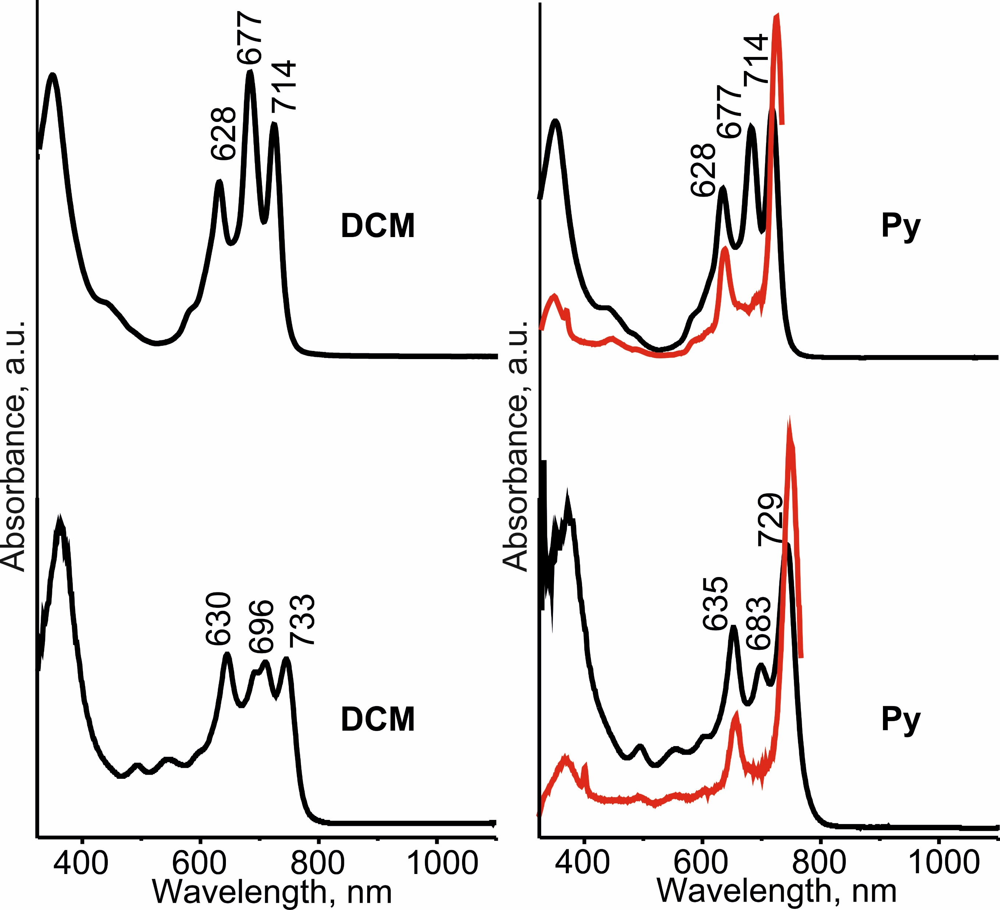 677
714
628
DCM
Absorbance, a.u.
714
677
628
Py
Absorbance, a.u.
630
696
733
DCM
729
635
683
Py
400 600 800 1000
Wavelength, nm
400 600 800 1000
Wavelength, nm